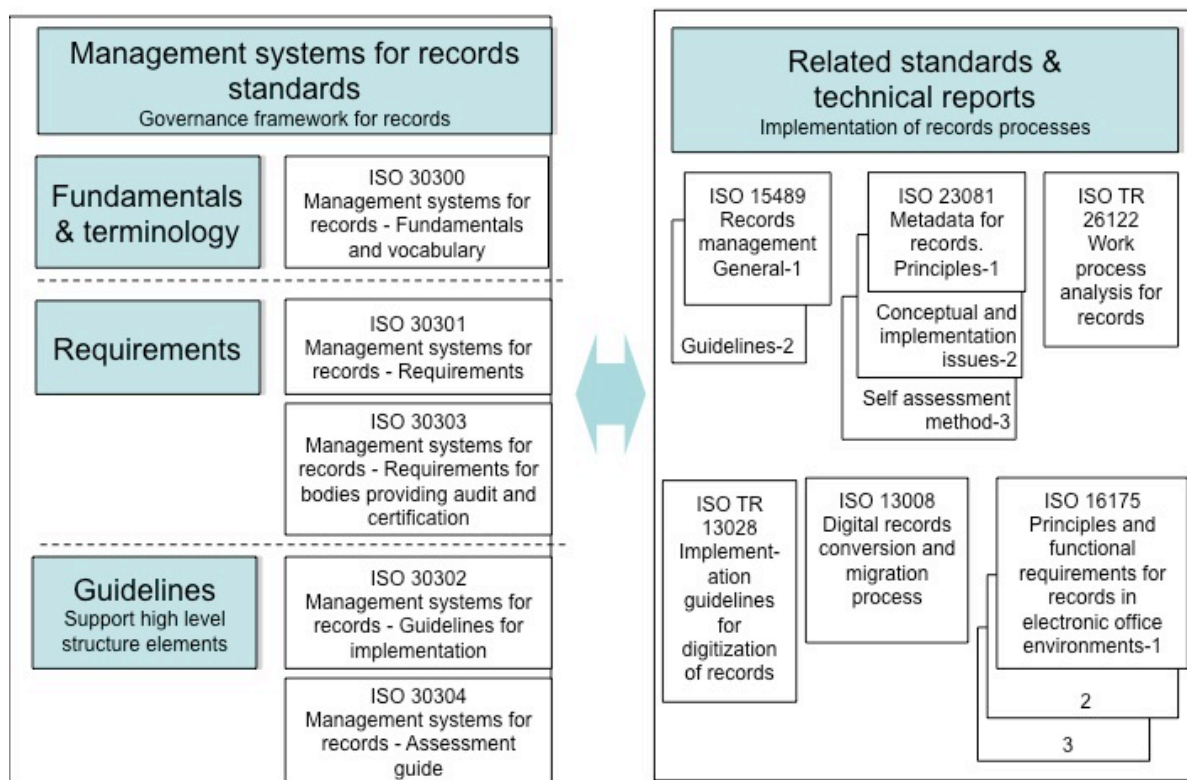 Management systems for records
standards
Governance framework for records
Fundamentals
& terminology
ISO 30300
Management systems for
records - Fundamentals
and vocabulary
Requirements
ISO 30301
Management systems for
records - Requirements
ISO 30303
Management systems for
records - Requirements for
bodies providing audit and
certification
Guidelines
Support high level
structure elements
ISO 30302
Management systems for
records - Guidelines for
implementation
ISO 30304
Management systems for
records - Assessment
guide
Related standards &
technical reports
Implementation of records processes
ISO 15489
Records
management
General-1
Guidelines-2
ISO 23081
Metadata for
records.
Principles-1
Conceptual and
implementation
issues-2
Self assessment
method-3
ISO TR
26122
Work
process
analysis for
records
ISO TR
13028
Implement-
ation
guidelines
for
digitization
of records
ISO 13008
Digital records
conversion and
migration
process
ISO 16175
Principles and
functional
requirements for
records in
electronic office
environments-1
2
3